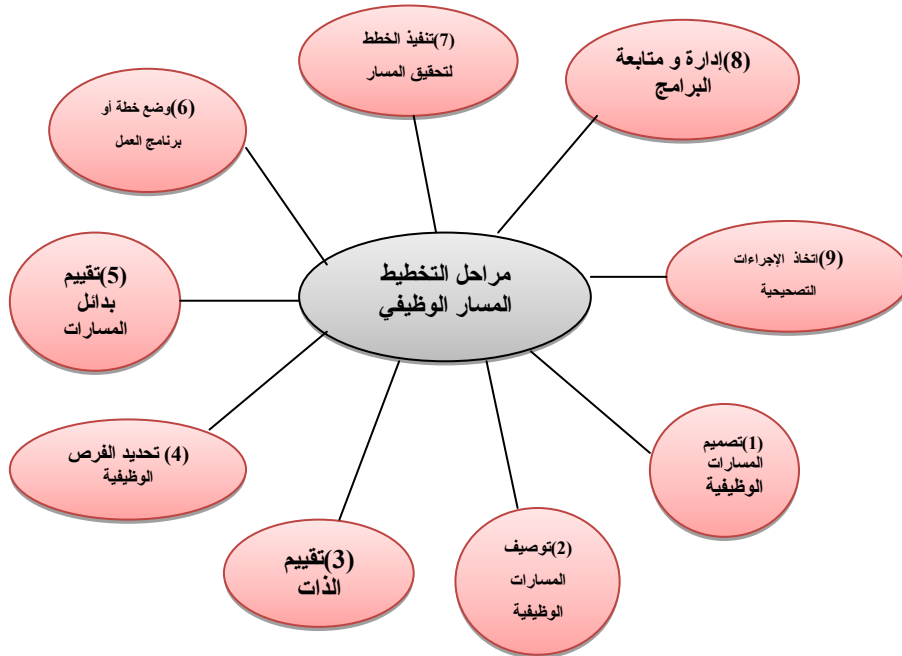 مراحل التخطيط
المسار الوظيفي
(1)تصميم
المسارات
الوظيفية
(2)توصيف
المسارات
الوظيفية
(3)تقييم
الذات
(4) تحديد الفرص
الوظيفية
(5)تقييم
بدائل
المسارات
(6)وضع خطة أو
برنامج العمل
(7)تنفيذ الخطط
لتحقيق المسار
(8)إدارة و متابعة
البرامج
(9)اتخاذ الإجراءات
التصحيحية